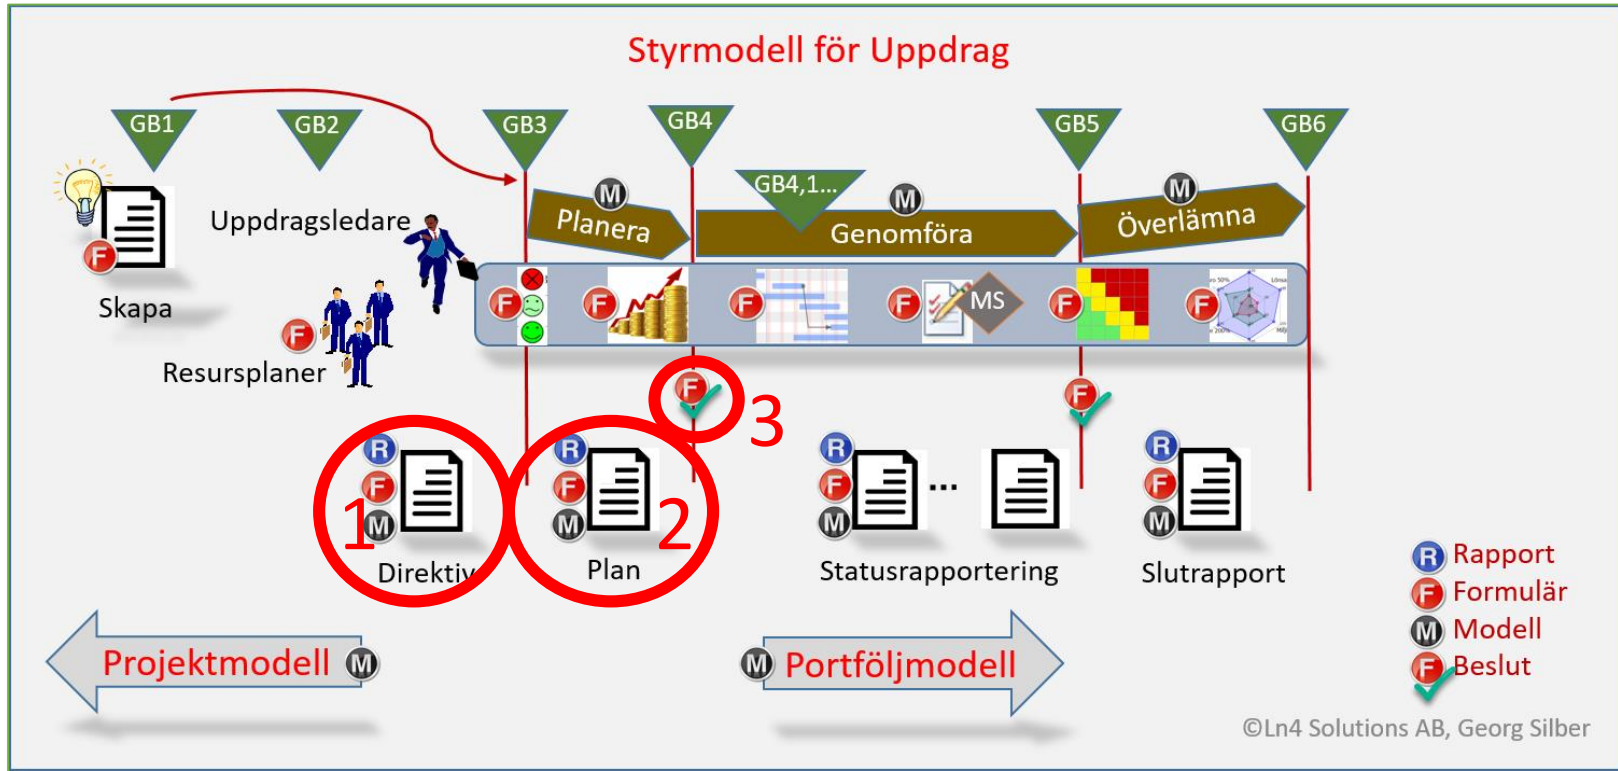 Styrmodell för Uppdrag
GB1
GB2
GB3
GB4
GB5
GB6
GB4,1...
M
M
M
Planera
Genomföra
Överlämna
Uppdragsledare
F
Skapa
F
Resursplaner
F
F
F
F
MS
F
F
F
3
F
R
F
1
M
Direktiv
R
F
2
M
Plan
R
F
M
...
Statusrapportering
R
F
M
Slutrapport
R Rapport
F Formulär
M Modell
F Beslut
Projektmodell M
M Portföljmodell
©Ln4 Solutions AB, Georg Silber